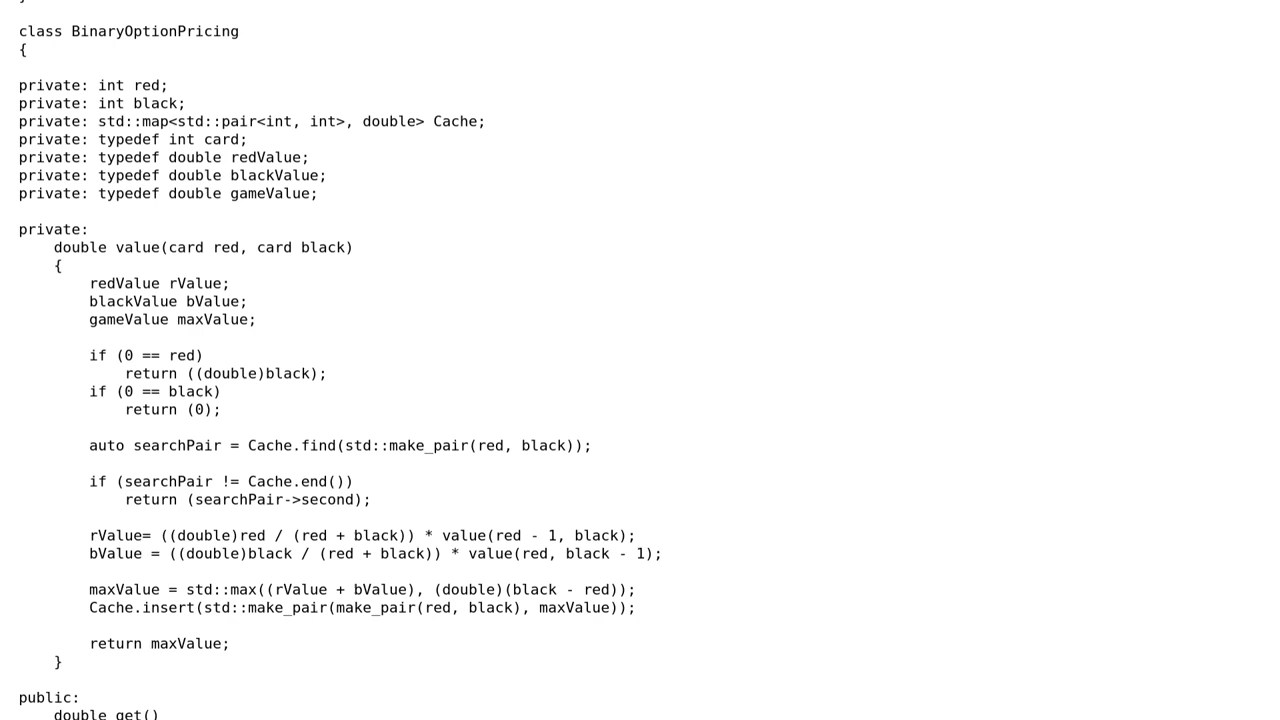 class BinaryOptionPricing
{
private: int red;
private: int black;
private: std::map<std::pair<int, int>, double> Cache;
private: typedef int card;
private: typedef double redValue;
private: typedef double blackValue;
private: typedef double gameValue;
private:
    double value(card red, card black)
    {
        redValue rValue;
        blackValue bValue;
        gameValue maxValue;
        if (0 == red)
            return ((double)black);
        if (0 == black)
            return (0);
        auto searchPair = Cache.find(std::make_pair(red, black));
        if (searchPair != Cache.end())
            return (searchPair->second);
        rValue= ((double)red / (red + black)) * value(red - 1, black);
        bValue = ((double)black / (red + black)) * value(red, black - 1);
        maxValue = std::max((rValue + bValue), (double)(black - red));
        Cache.insert(std::make_pair(make_pair(red, black), maxValue));
        return maxValue;
    }
public:
    double get()